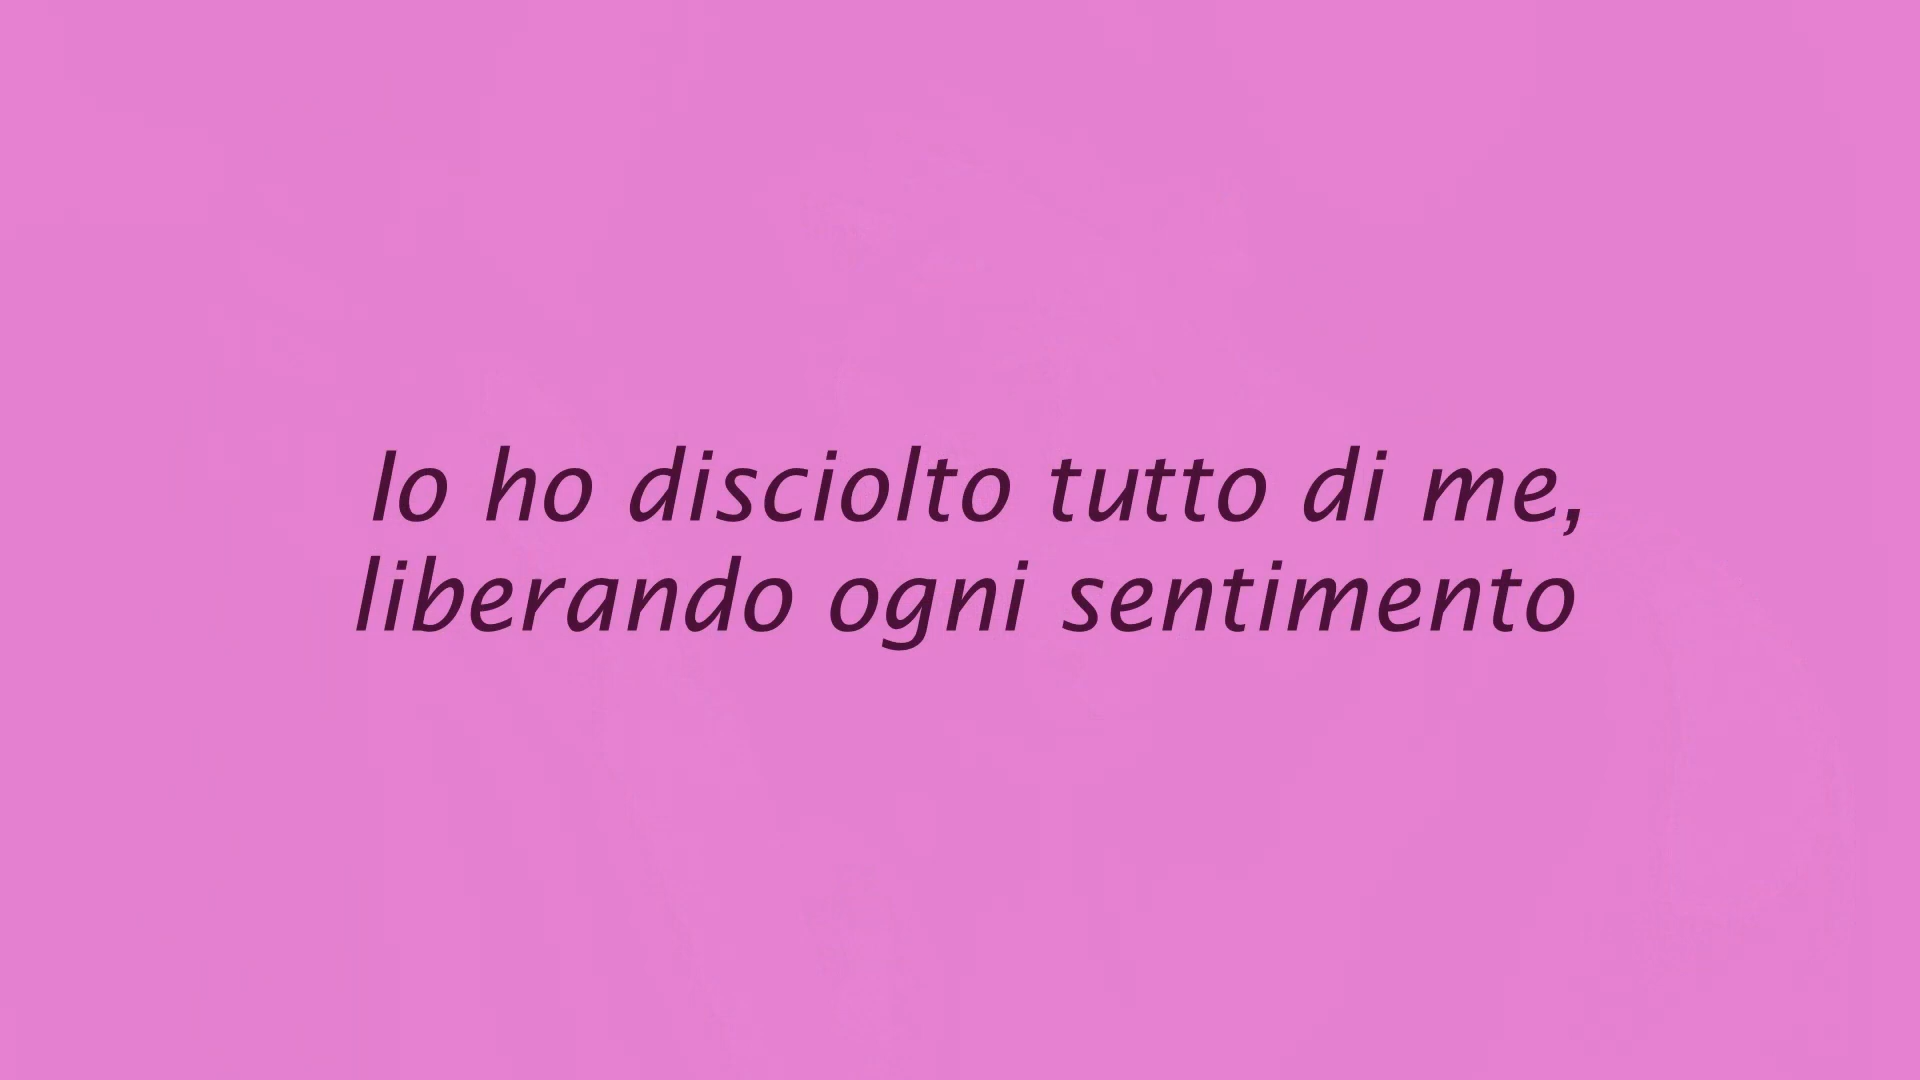 Io ho disciolto tutto di me,
liberando ogni sentimento